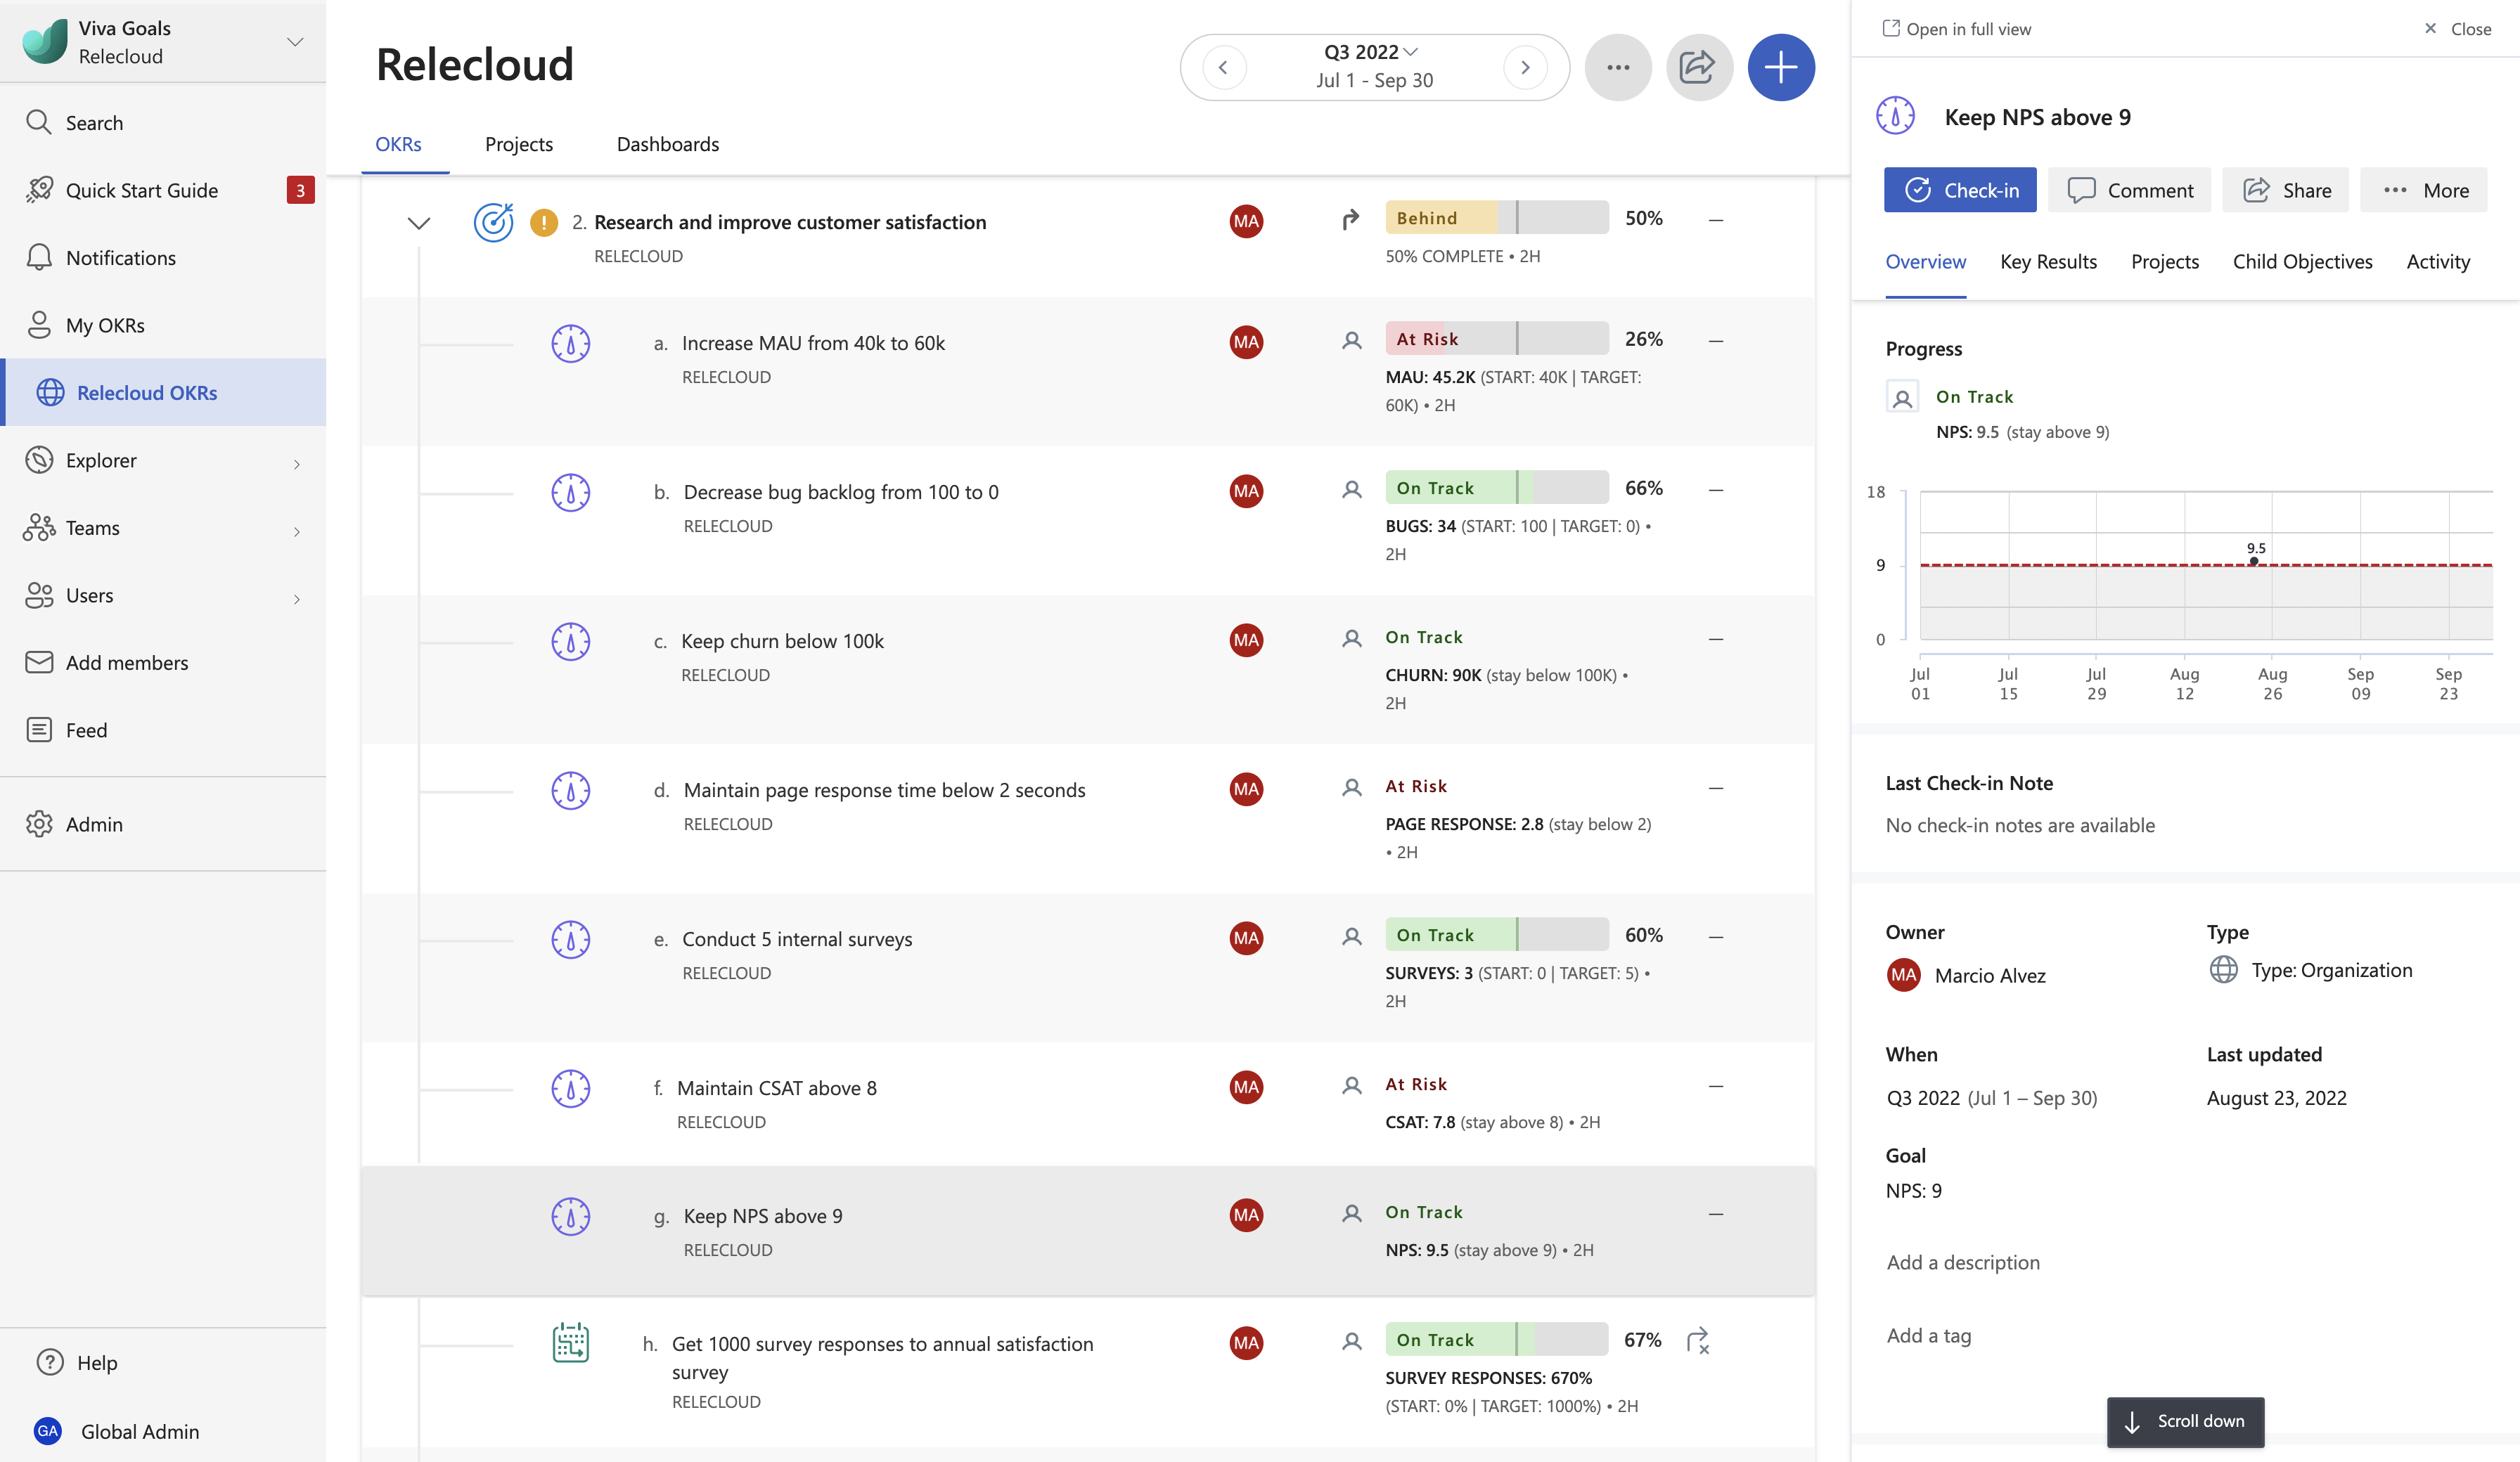 Viva Goals
Relecloud
Search
Quick Start Guide
3
Notifications
My OKRs
Relecloud OKRs
Explorer
Teams
Users
Add members
Feed
Admin
Help
GA Global Admin
Relecloud
Q3 2022
Jul 1 - Sep 30
OKRs
Projects
Dashboards
2. Research and improve customer satisfaction
RELECLOUD
MA
Behind
50%
50% COMPLETE • 2H
a. Increase MAU from 40k to 60k
RELECLOUD
MA
At Risk
26%
MAU: 45.2K (START: 40K | TARGET:
60K) • 2H
b. Decrease bug backlog from 100 to 0
RELECLOUD
MA
On Track
66%
BUGS: 34 (START: 100 | TARGET: 0) •
2H
c. Keep churn below 100k
RELECLOUD
MA
On Track
CHURN: 90K (stay below 100K) •
2H
d. Maintain page response time below 2 seconds
RELECLOUD
MA
At Risk
PAGE RESPONSE: 2.8 (stay below 2)
• 2H
e. Conduct 5 internal surveys
RELECLOUD
MA
On Track
60%
SURVEYS: 3 (START: 0 | TARGET: 5) •
2H
f. Maintain CSAT above 8
RELECLOUD
MA
At Risk
CSAT: 7.8 (stay above 8) • 2H
g. Keep NPS above 9
RELECLOUD
MA
On Track
NPS: 9.5 (stay above 9) • 2H
h. Get 1000 survey responses to annual satisfaction
survey
RELECLOUD
MA
On Track
67%
SURVEY RESPONSES: 670%
(START: 0% | TARGET: 1000%) • 2H
Open in full view
Close
Keep NPS above 9
Check-in
Comment
Share
More
Overview
Key Results
Projects
Child Objectives
Activity
Progress
On Track
NPS: 9.5 (stay above 9)
18
9.5
9
0
Jul Jul Jul Aug Aug Sep Sep
01 15 29 12 26 09 23
Last Check-in Note
No check-in notes are available
Owner
MA Marcio Alvez
Type
Type: Organization
When
Q3 2022 (Jul 1 – Sep 30)
Last updated
August 23, 2022
Goal
NPS: 9
Add a description
Add a tag
Scroll down